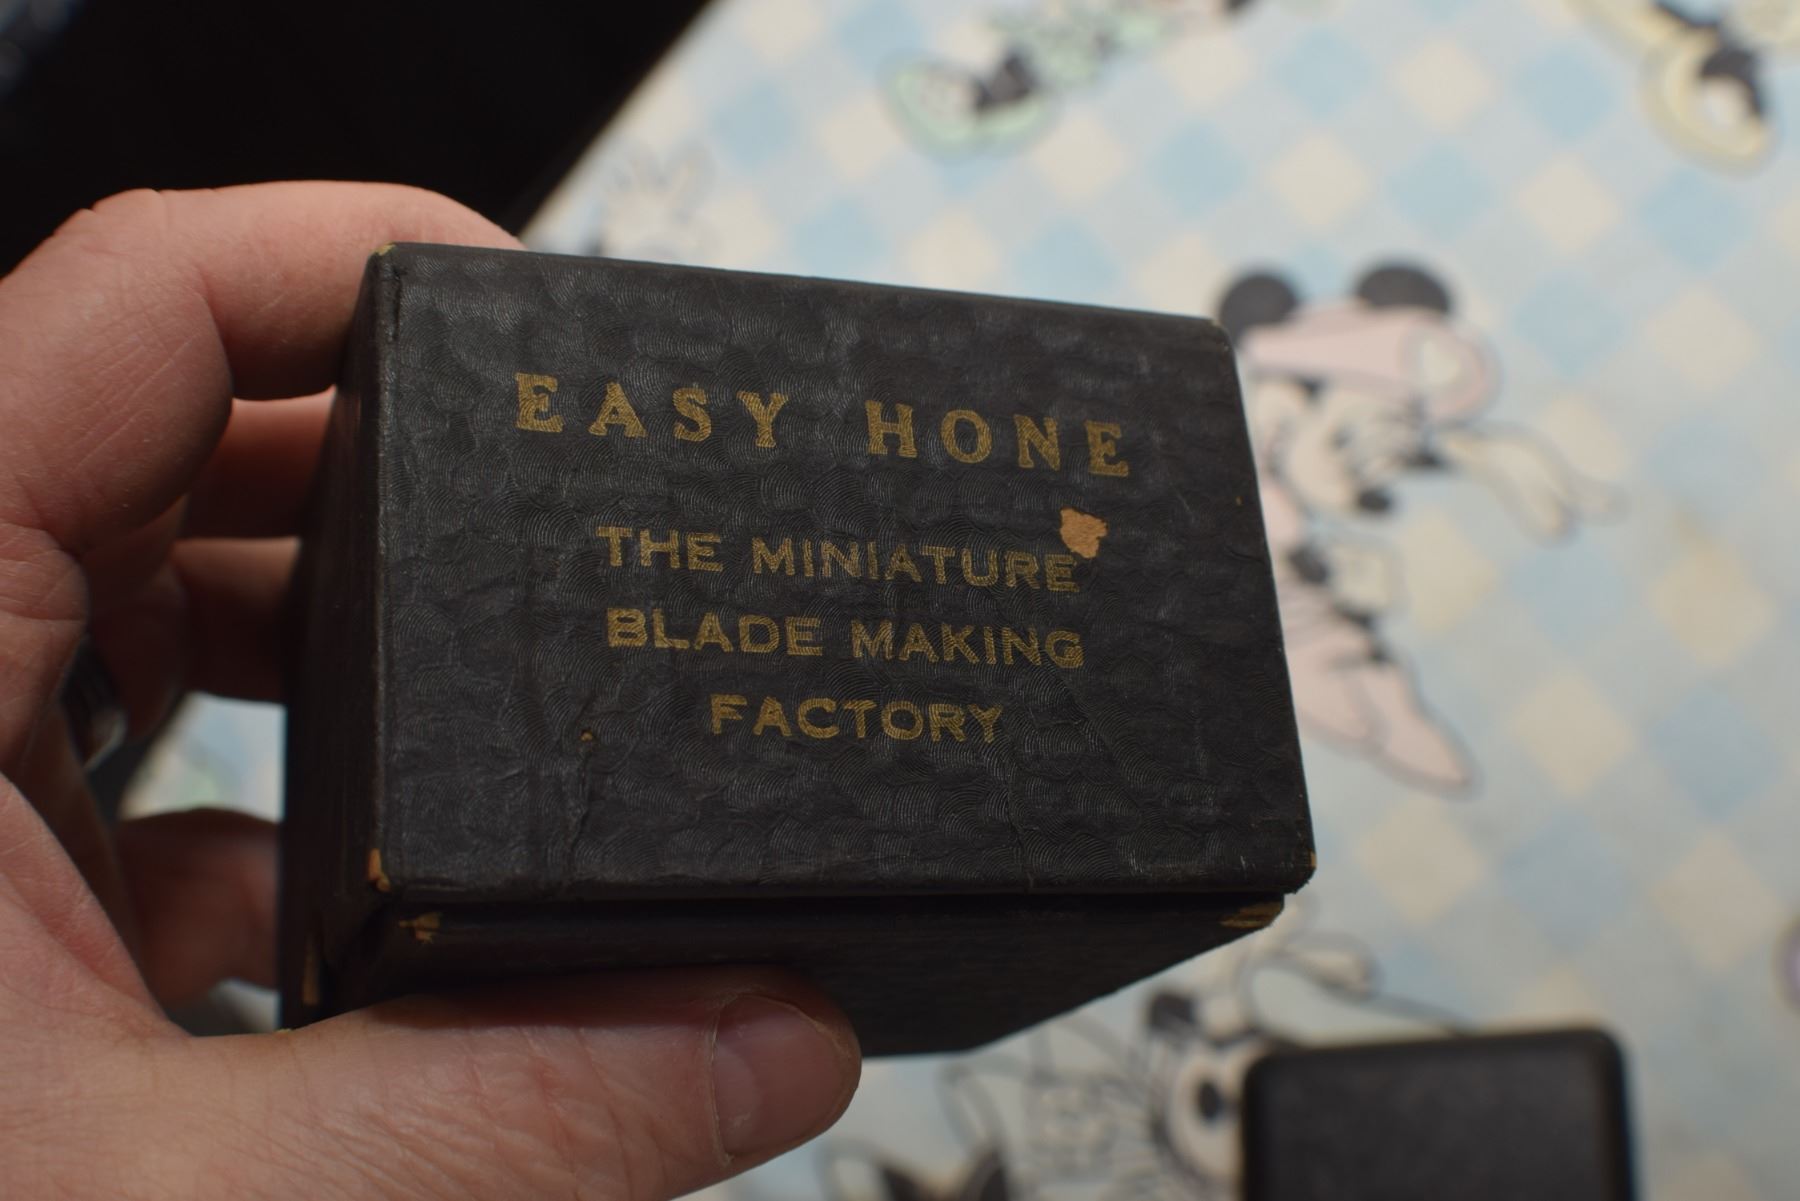 EASY HONE
THE MINIATURE
BLADE MAKING
FACTORY